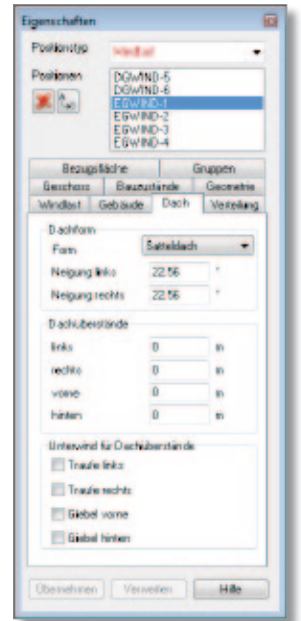 Eigenschaften
Positionstyp Windlast
Positionen DGWIND-5
DGWIND-6
EGWIND-1
EGWIND-2
EGWIND-3
EGWIND-4
Bezugsfläche Gruppen
Geschoss Bauzustände Geometrie
Windlast Gebäude Dach Verteilung
Dachform
Form Satteldach
Neigung links 22.56 °
Neigung rechts 22.56 °
Dachüberstände
links 0 m
rechts 0 m
vorne 0 m
hinten 0 m
Unterwind für Dachüberstände
Traufe links
Traufe rechts
Giebel vorne
Giebel hinten
Übernehmen Verwerfen Hilfe